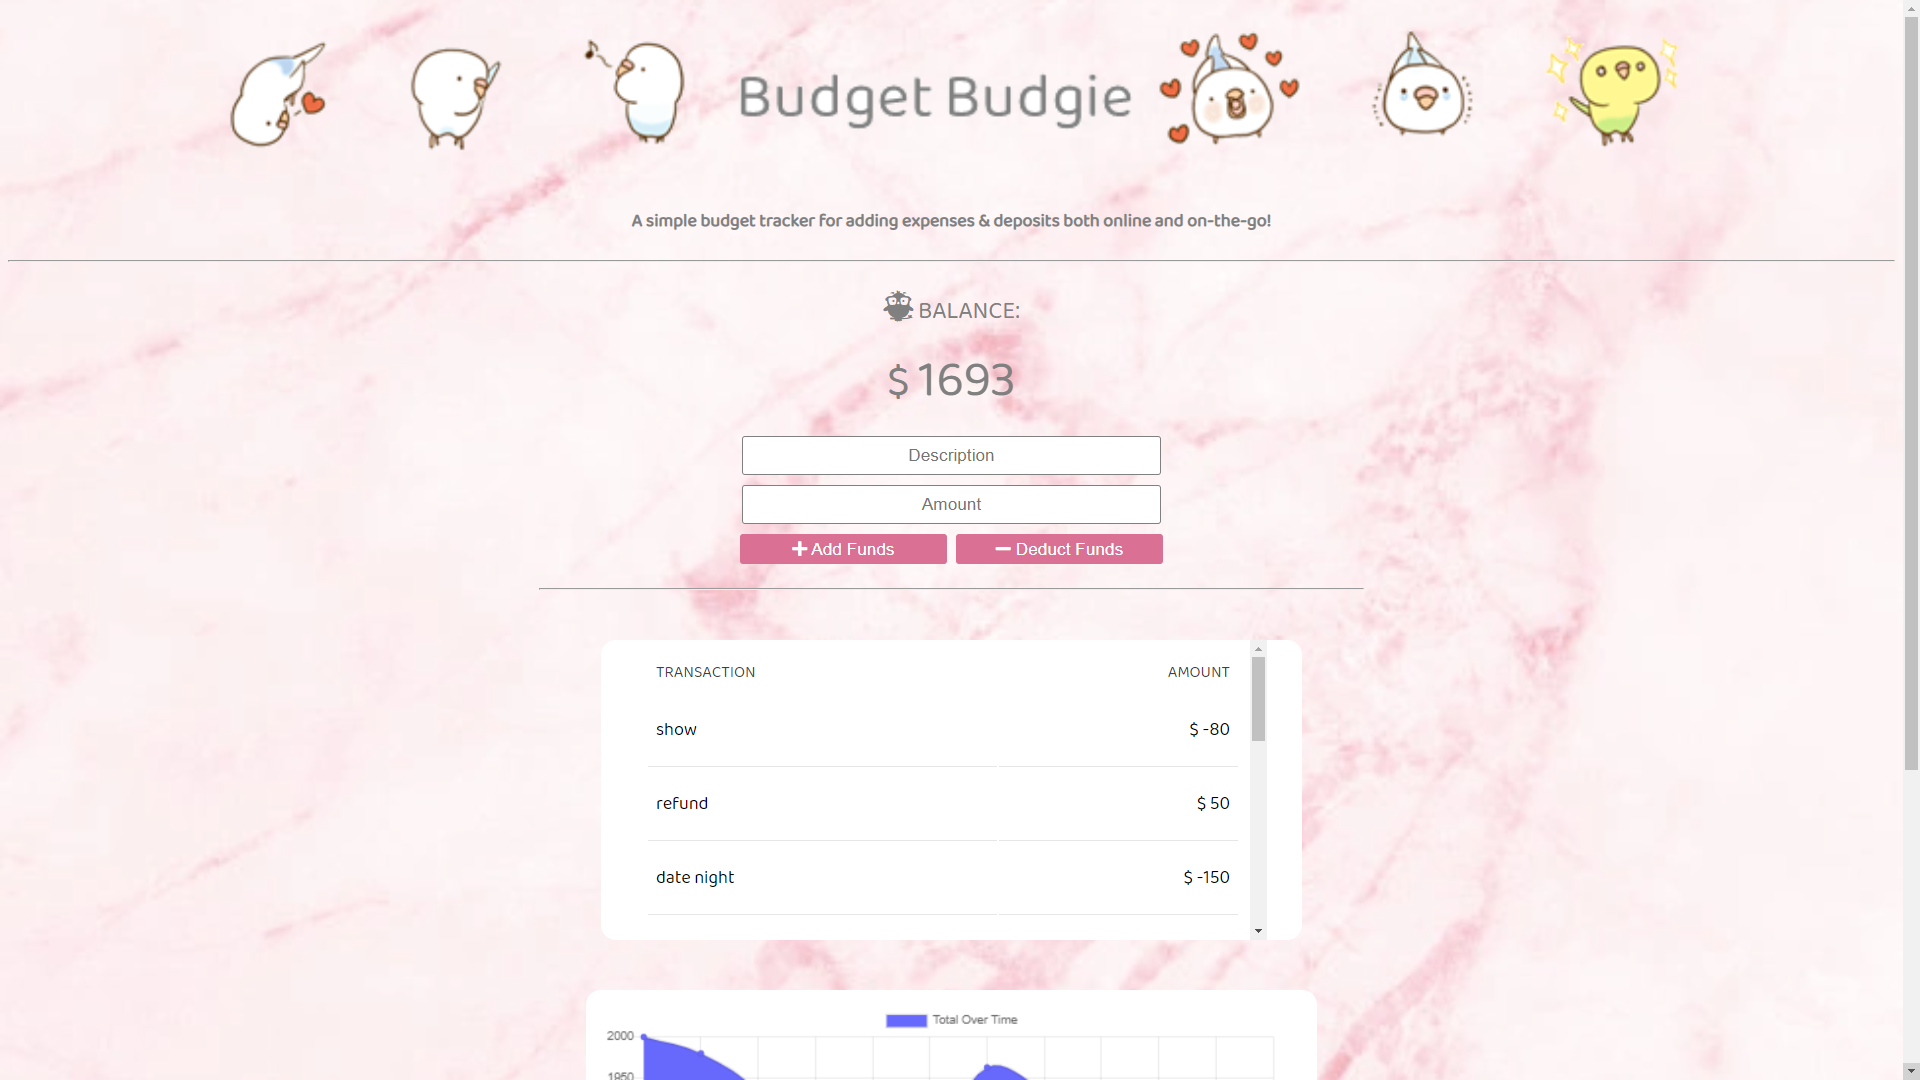 Budget Budgie
A simple budget tracker for adding expenses & deposits both online and on-the-go!
BALANCE:
$ 1693
Description
Amount
Add Funds
Deduct Funds
TRANSACTION AMOUNT
show $ -80
refund $ 50
date night $ -150
Total Over Time
2000
1950